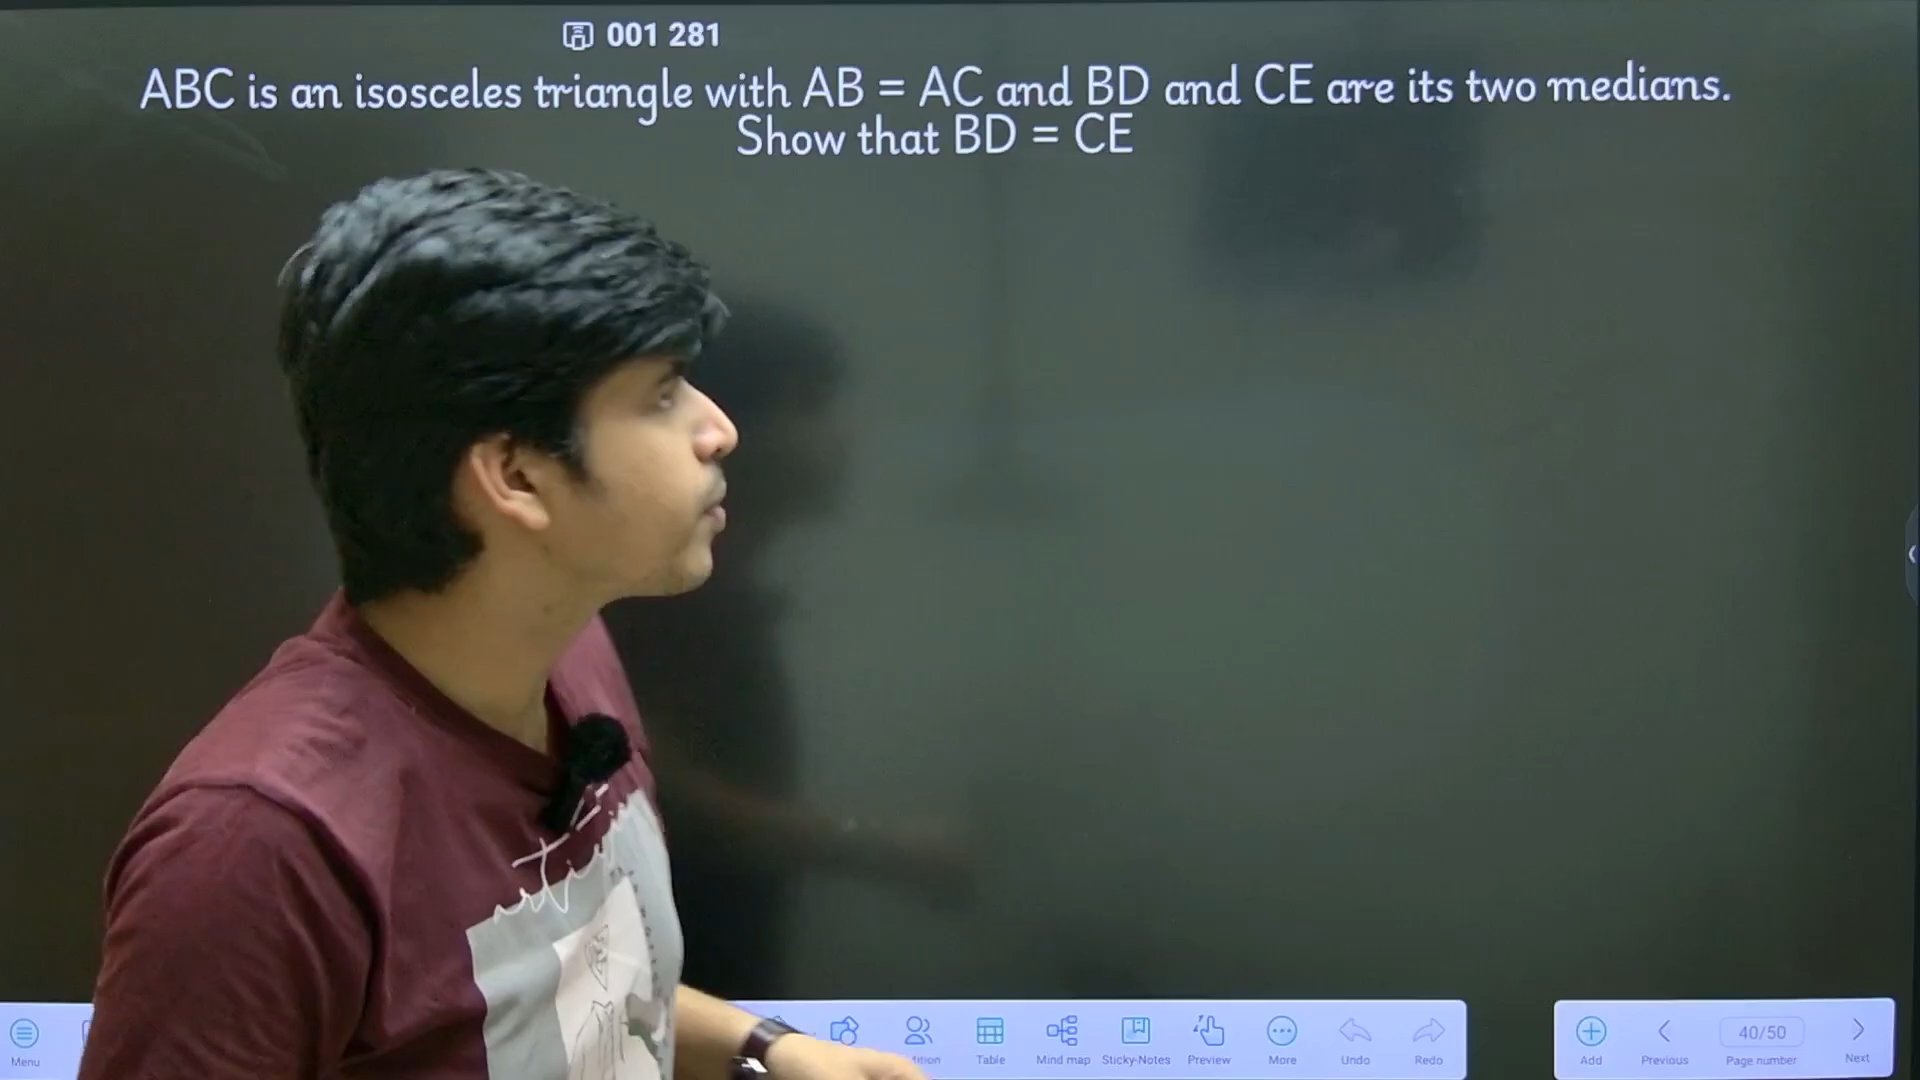 001 281
ABC is an isosceles triangle with AB = AC and BD and CE are its two medians.
Show that BD = CE
Menu
Table
Mind map
Sticky-Notes
Preview
More
Undo
Redo
Add
Previous
40/50
Page number
Next